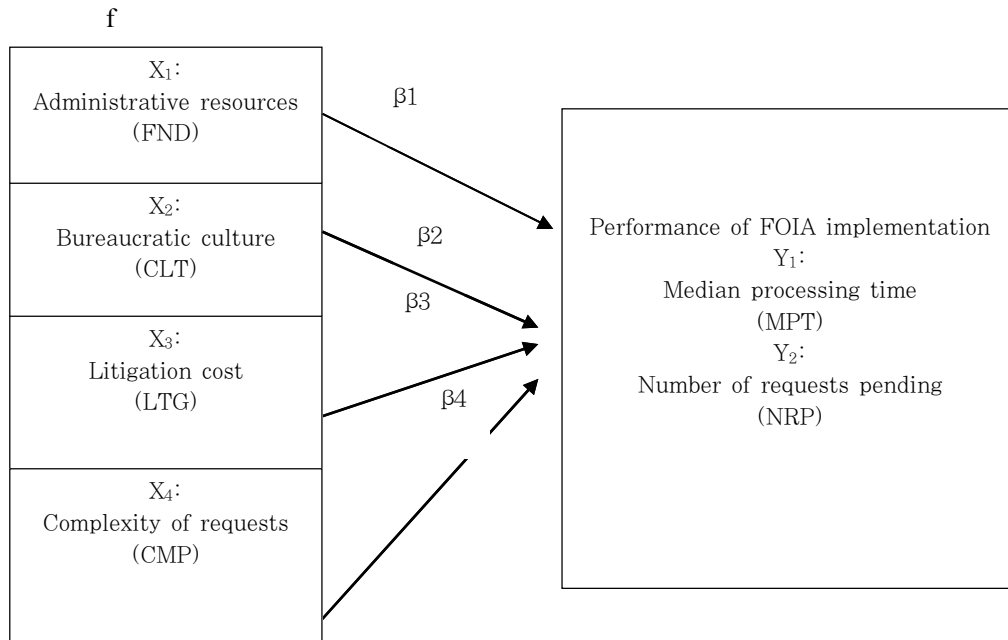 f
X₁:
Administrative resources
(FND)
X₂:
Bureaucratic culture
(CLT)
X₃:
Litigation cost
(LTG)
X₄:
Complexity of requests
(CMP)
β1
β2
β3
β4
Performance of FOIA implementation
Y₁:
Median processing time
(MPT)
Y₂:
Number of requests pending
(NRP)